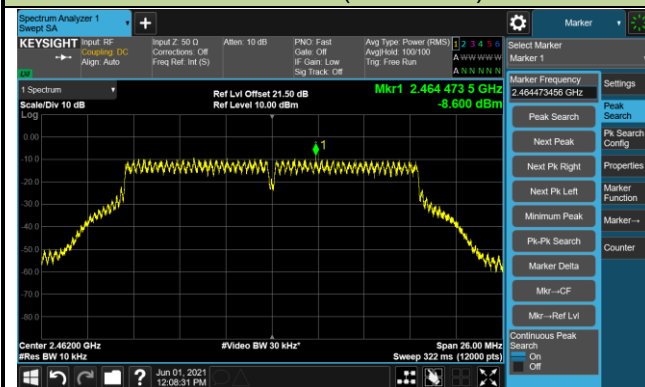 Spectrum Analyzer 1
Swept SA
Marker
KEYSIGHT
Input: RF
Coupling: DC
Align: Auto
Input Z: 50 Ω
Corrections: Off
Freq Ref: Int (S)
Atten: 10 dB
PNO: Fast
Gate: Off
IF Gain: Low
Sig Track: Off
Avg Type: Power (RMS)
Avg|Hold: 100/100
Trig: Free Run
1 2 3 4 5 6
A W W W W W
A N N N N N
LV
Select Marker
Marker 1
1 Spectrum
Scale/Div 10 dB
Log
Ref Lvl Offset 21.50 dB
Ref Level 10.00 dBm
Mkr1 2.464 473 5 GHz
-8.600 dBm
0.00
-10.0
-20.0
-30.0
-40.0
-50.0
-60.0
-70.0
-80.0
1
Center 2.46200 GHz
#Res BW 10 kHz
#Video BW 30 kHz*
Span 26.00 MHz
Sweep 322 ms (12000 pts)
Marker Frequency
2.464473456 GHz
Peak Search
Next Peak
Next Pk Right
Next Pk Left
Minimum Peak
Pk-Pk Search
Marker Delta
Mkr→CF
Mkr→Ref Lvl
Continuous Peak
Search
On
Off
Settings
Peak
Search
Pk Search
Config
Properties
Marker
Function
Marker→
Counter
Jun 01, 2021
12:08:31 PM